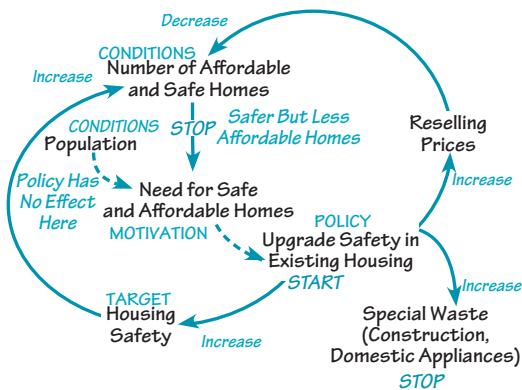 Decrease
CONDITIONS
Increase
Number of Affordable
and Safe Homes
CONDITIONS
Population
STOP
Safer But Less
Affordable Homes
Reselling
Prices
Policy Has
No Effect
Here
Need for Safe
and Affordable Homes
MOTIVATION
Increase
POLICY
Upgrade Safety in
Existing Housing
START
TARGET
Housing
Safety
Increase
Increase
Special Waste
(Construction,
Domestic Appliances)
STOP